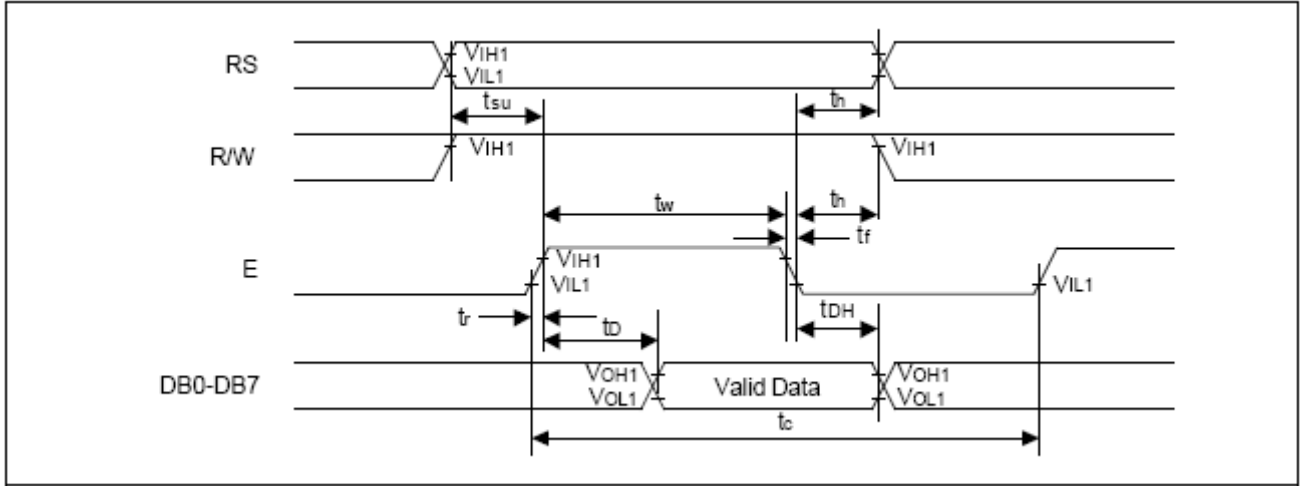 RS
VIH1
VIL1
tsu
th
R/W
VIH1
VIH1
tw
th
tf
E
VIH1
VIL1
VIL1
tr
tD
tDH
DB0-DB7
VOH1
VOL1
Valid Data
VOH1
VOL1
tc